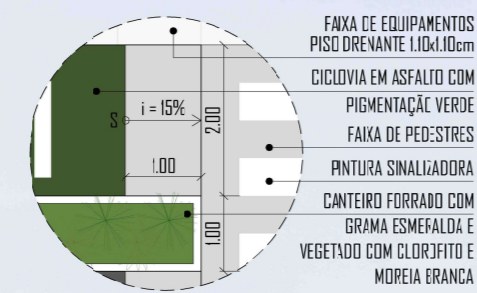 FAIXA DE EQUIPAMENTOS
PISO DRENANTE 1.10x1.10cm
CICLOVIA EM ASFALTO COM
PIGMENTAÇÃO VERDE
FAIXA DE PEDESTRES
PINTURA SINALIZADORA
CANTEIRO FORRADO COM
GRAMA ESMERALDA E
VEGETADO COM CLOROFITO E
MOREIA BRANCA
S
i = 15%
2.00
1.00
1.00